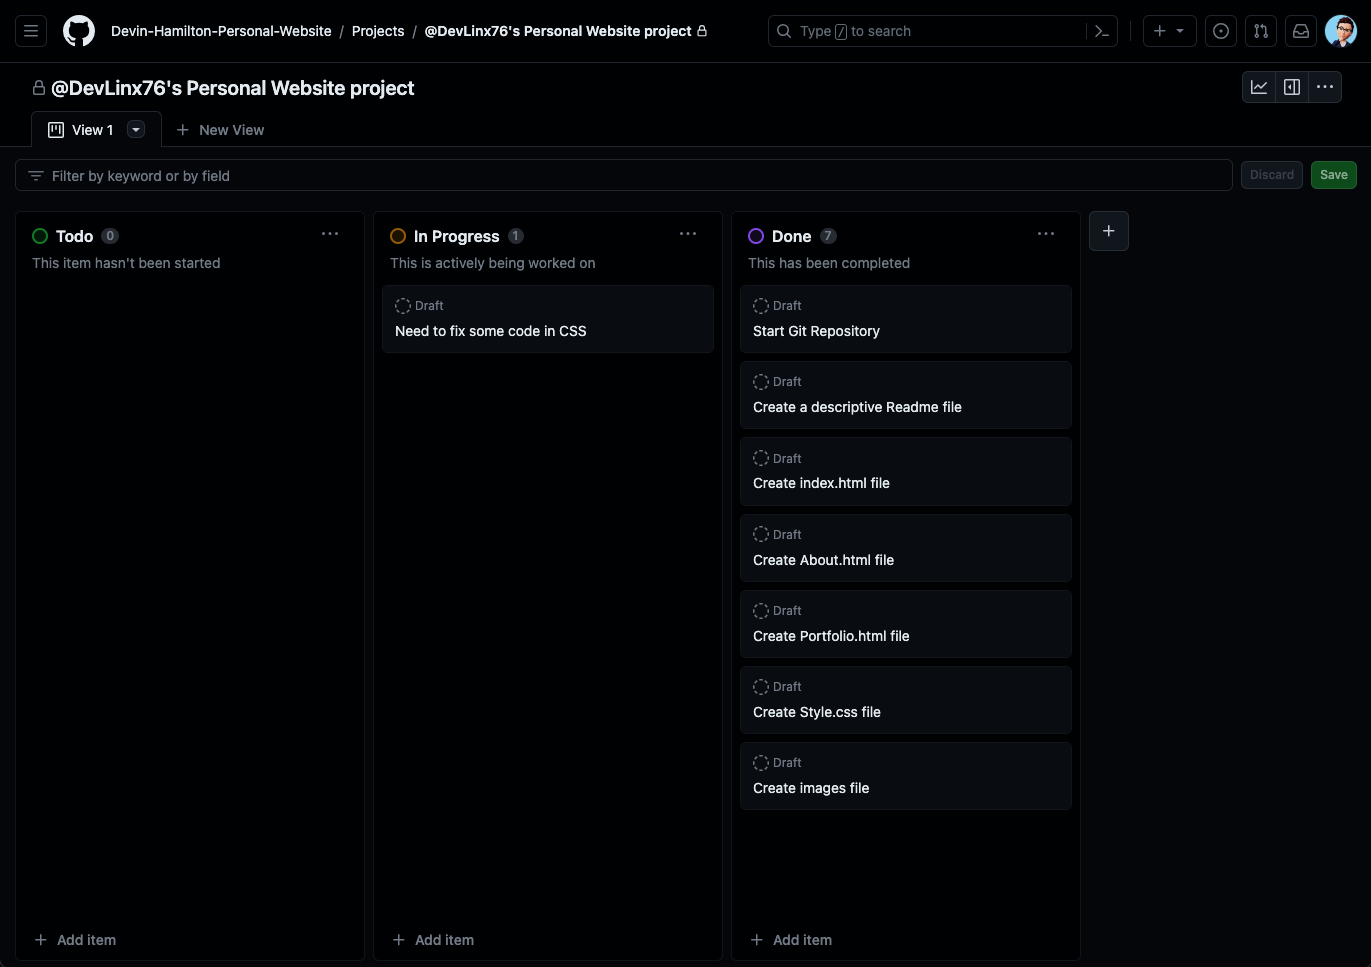 Devin-Hamilton-Personal-Website / Projects / @DevLinx76's Personal Website project
Type / to search
@DevLinx76's Personal Website project
View 1
New View
Filter by keyword or by field
Discard
Save
Todo 0
This item hasn't been started
Add item
In Progress 1
This is actively being worked on
Draft
Need to fix some code in CSS
Add item
Done 7
This has been completed
Draft
Start Git Repository
Draft
Create a descriptive Readme file
Draft
Create index.html file
Draft
Create About.html file
Draft
Create Portfolio.html file
Draft
Create Style.css file
Draft
Create images file
Add item